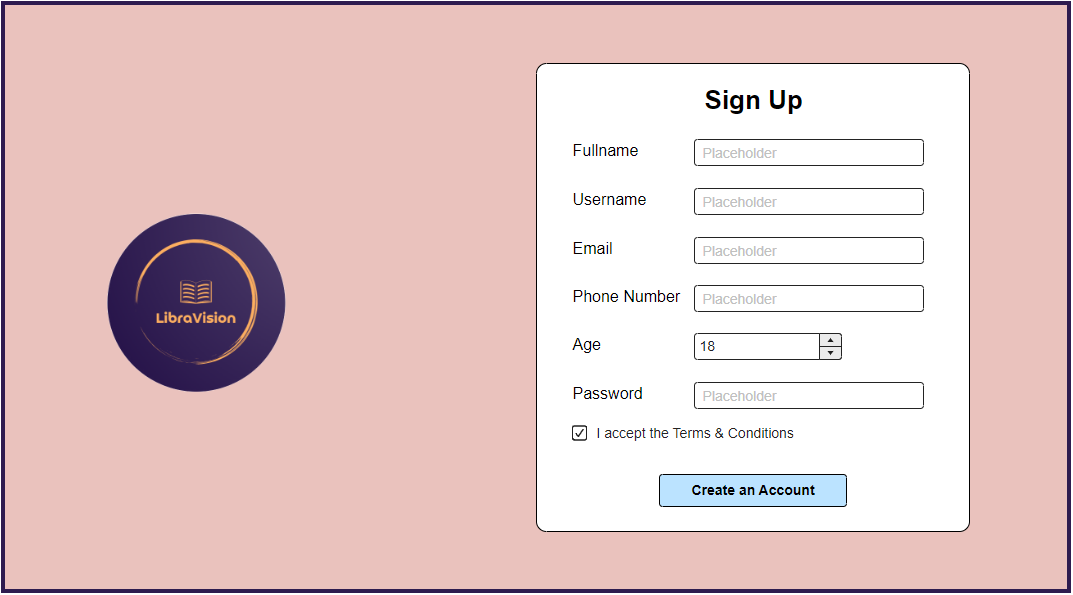 Sign Up
Fullname Placeholder
Username Placeholder
LibraVision
Email Placeholder
Phone Number Placeholder
Age 18
Password Placeholder
I accept the Terms & Conditions
Create an Account